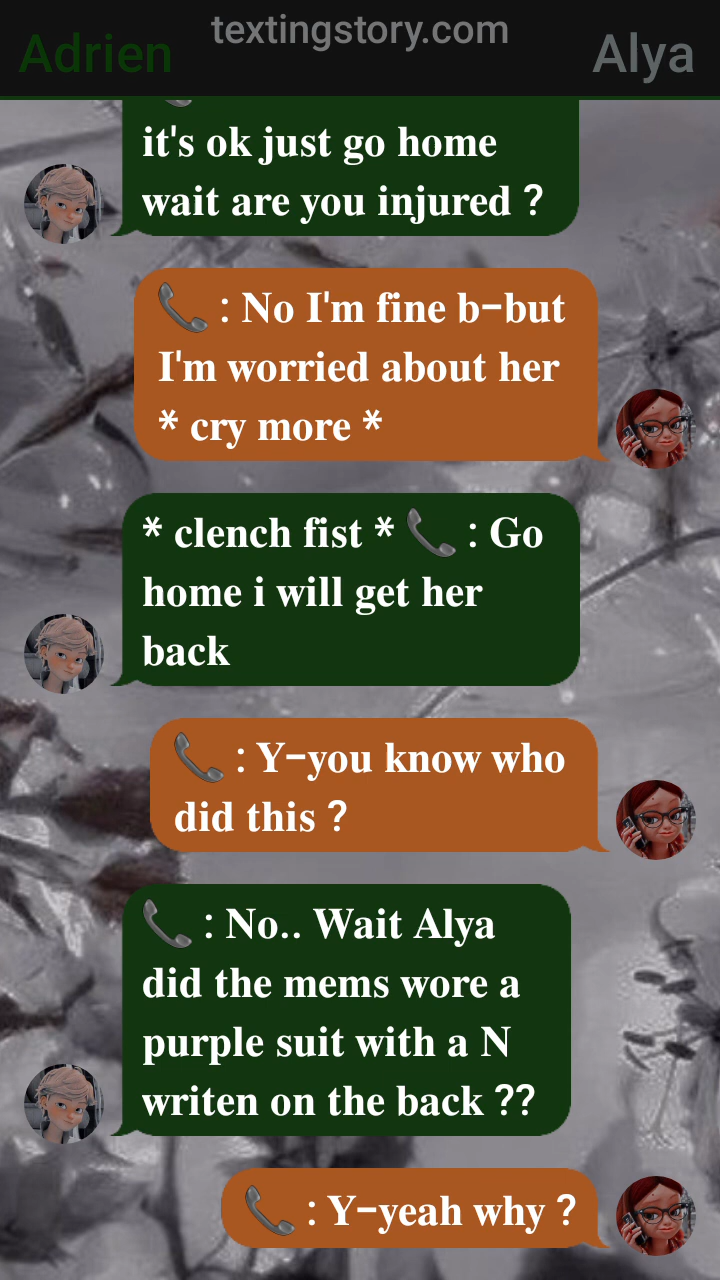 textingstory.com
Adrien
Alya
it's ok just go home
wait are you injured ?
📞 : No I'm fine b-but
I'm worried about her
* cry more *
* clench fist * 📞 : Go
home i will get her
back
📞 : Y-you know who
did this ?
📞 : No.. Wait Alya
did the mems wore a
purple suit with a N
writen on the back ??
📞 : Y-yeah why ?